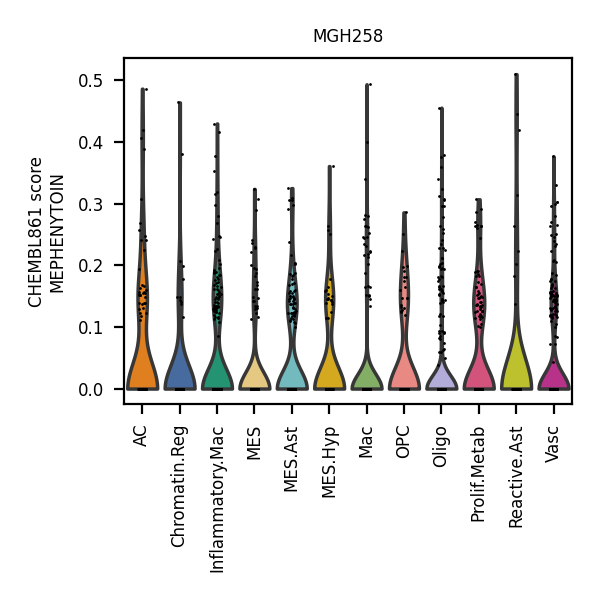 MGH258
CHEMBL861 score
MEPHENYTOIN
0.5
0.4
0.3
0.2
0.1
0.0
AC
Chromatin.Reg
Inflammatory.Mac
MES
MES.Ast
MES.Hyp
Mac
OPC
Oligo
Prolif.Metab
Reactive.Ast
Vasc